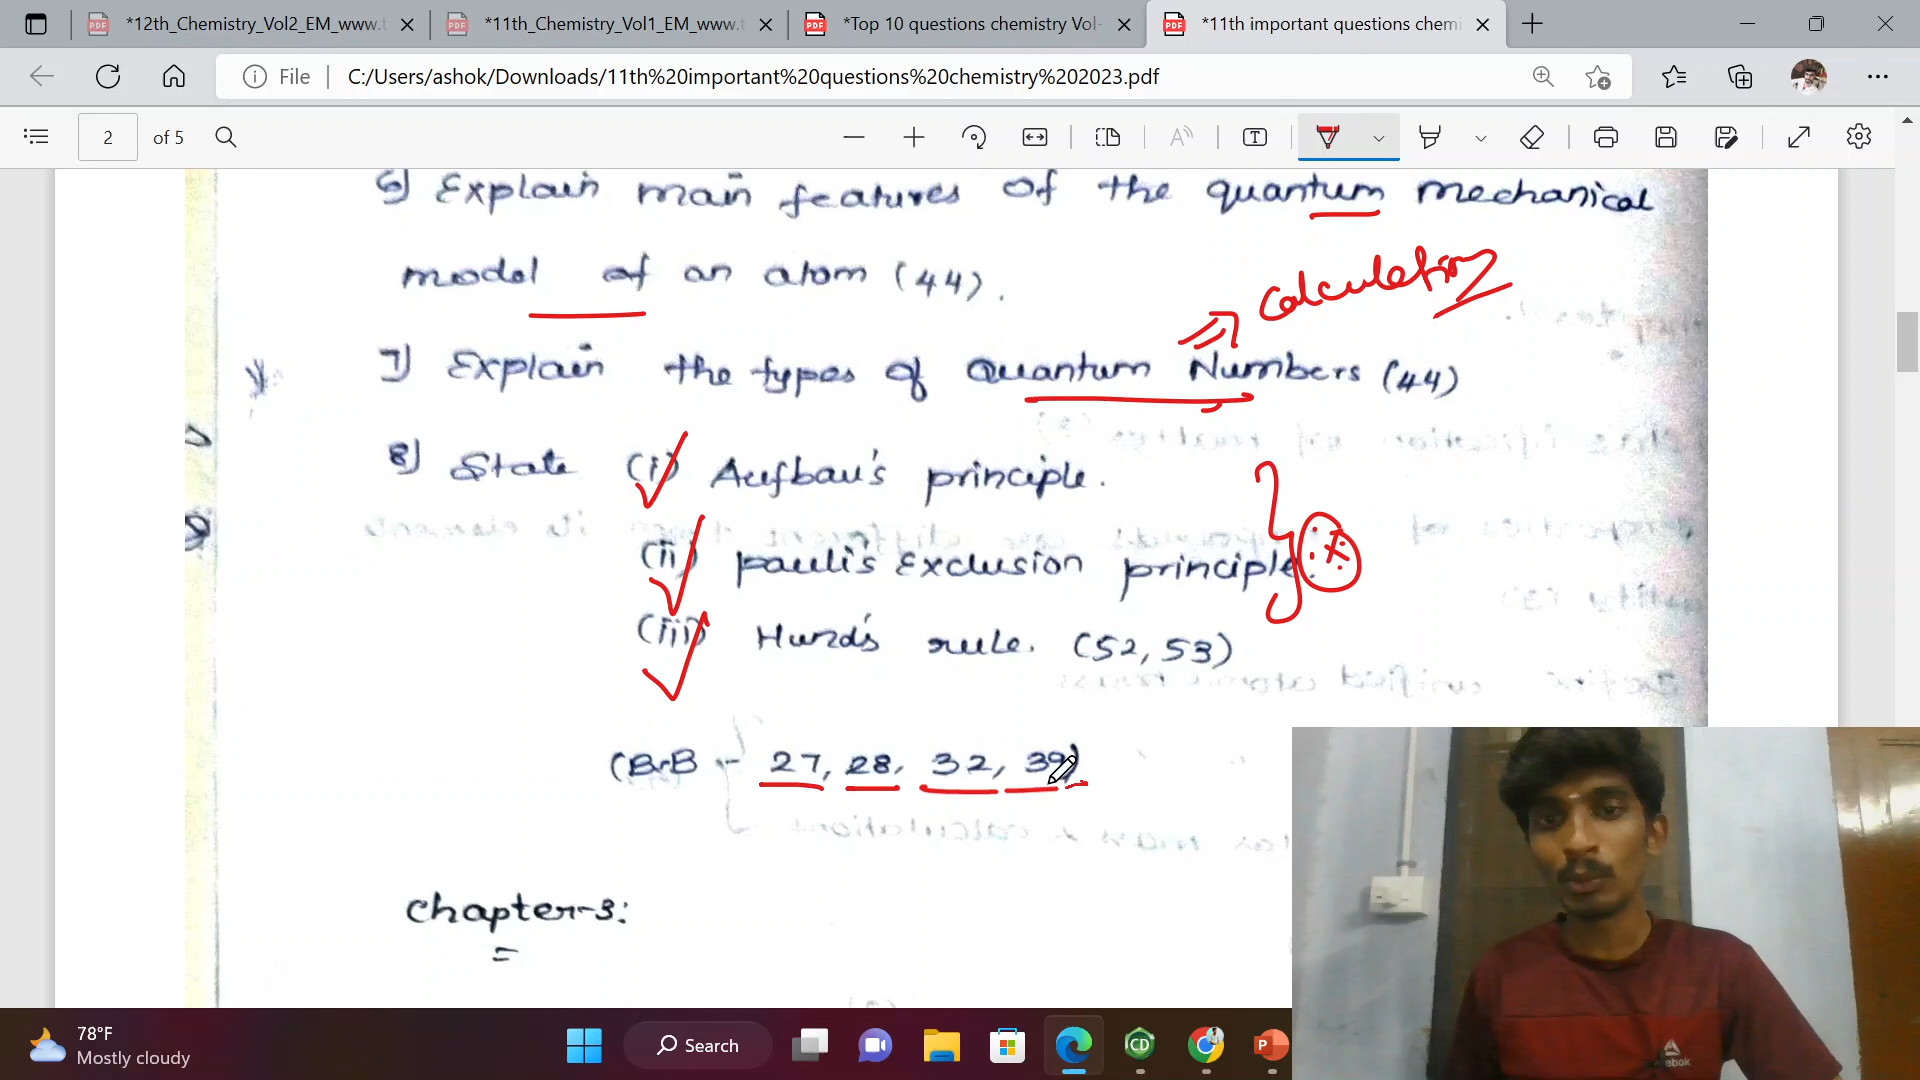 *12th_Chemistry_Vol2_EM_www.t
*11th_Chemistry_Vol1_EM_www.t
*Top 10 questions chemistry Vol-
*11th important questions chemi
File C:/Users/ashok/Downloads/11th%20important%20questions%20chemistry%202023.pdf
2 of 5
6) Explain main features of the quantum mechanical
model of an atom (44).
calculation
7) Explain the types of Quantum Numbers (44)
8) State (i) Aufbau's principle.
(ii) pauli's Exclusion principle.
(iii) Hund's rule. (52, 53)
(B.B - 27, 28, 32, 39)
chapter-3:
78°F
Mostly cloudy
Search
CD
P
ebok